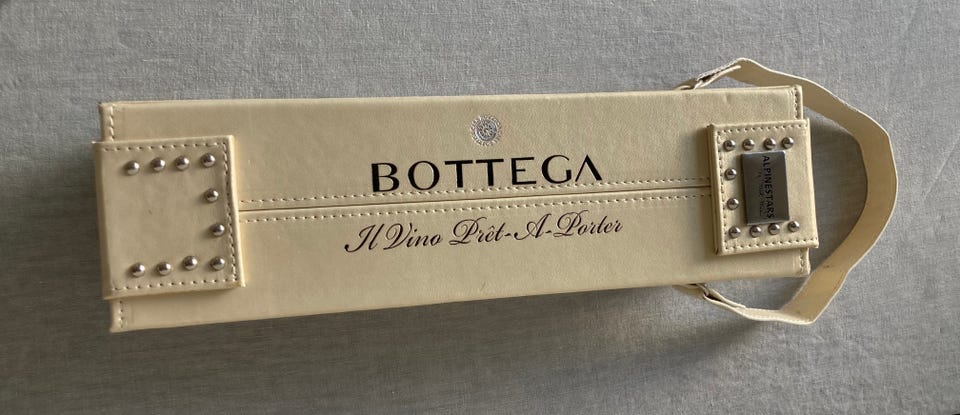 BOTTEGA
Il Vino Prêt-A-Porter
ALPINESTARS